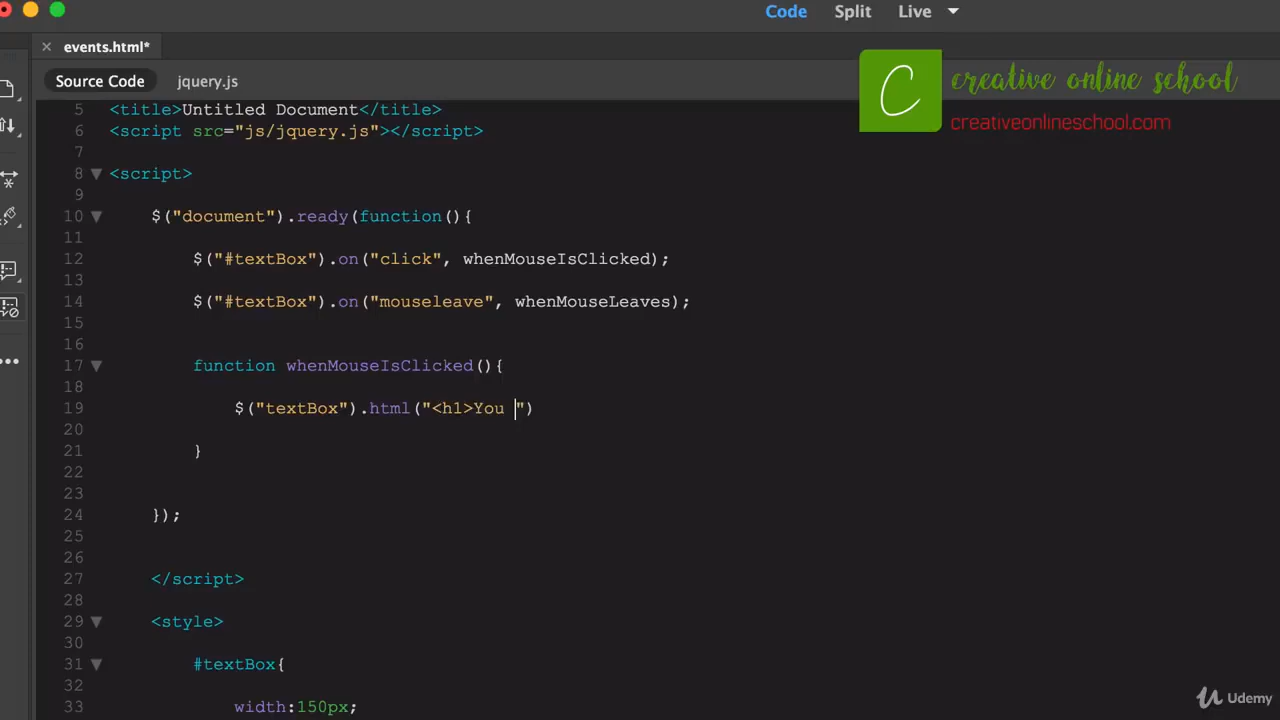 Code Split Live
events.html*
Source Code jquery.js
C creative online school
creativeonlineschool.com
5 <title>Untitled Document</title>
6 <script src="js/jquery.js"></script>
7
8 <script>
9
10 $("document").ready(function(){
11
12 $("#textBox").on("click", whenMouseIsClicked);
13
14 $("#textBox").on("mouseleave", whenMouseLeaves);
15
16
17 function whenMouseIsClicked(){
18
19 $("textBox").html("<h1>You ")
20
21 }
22
23
24 });
25
26
27 </script>
28
29 <style>
30
31 #textBox{
32
33 width:150px;
Udemy